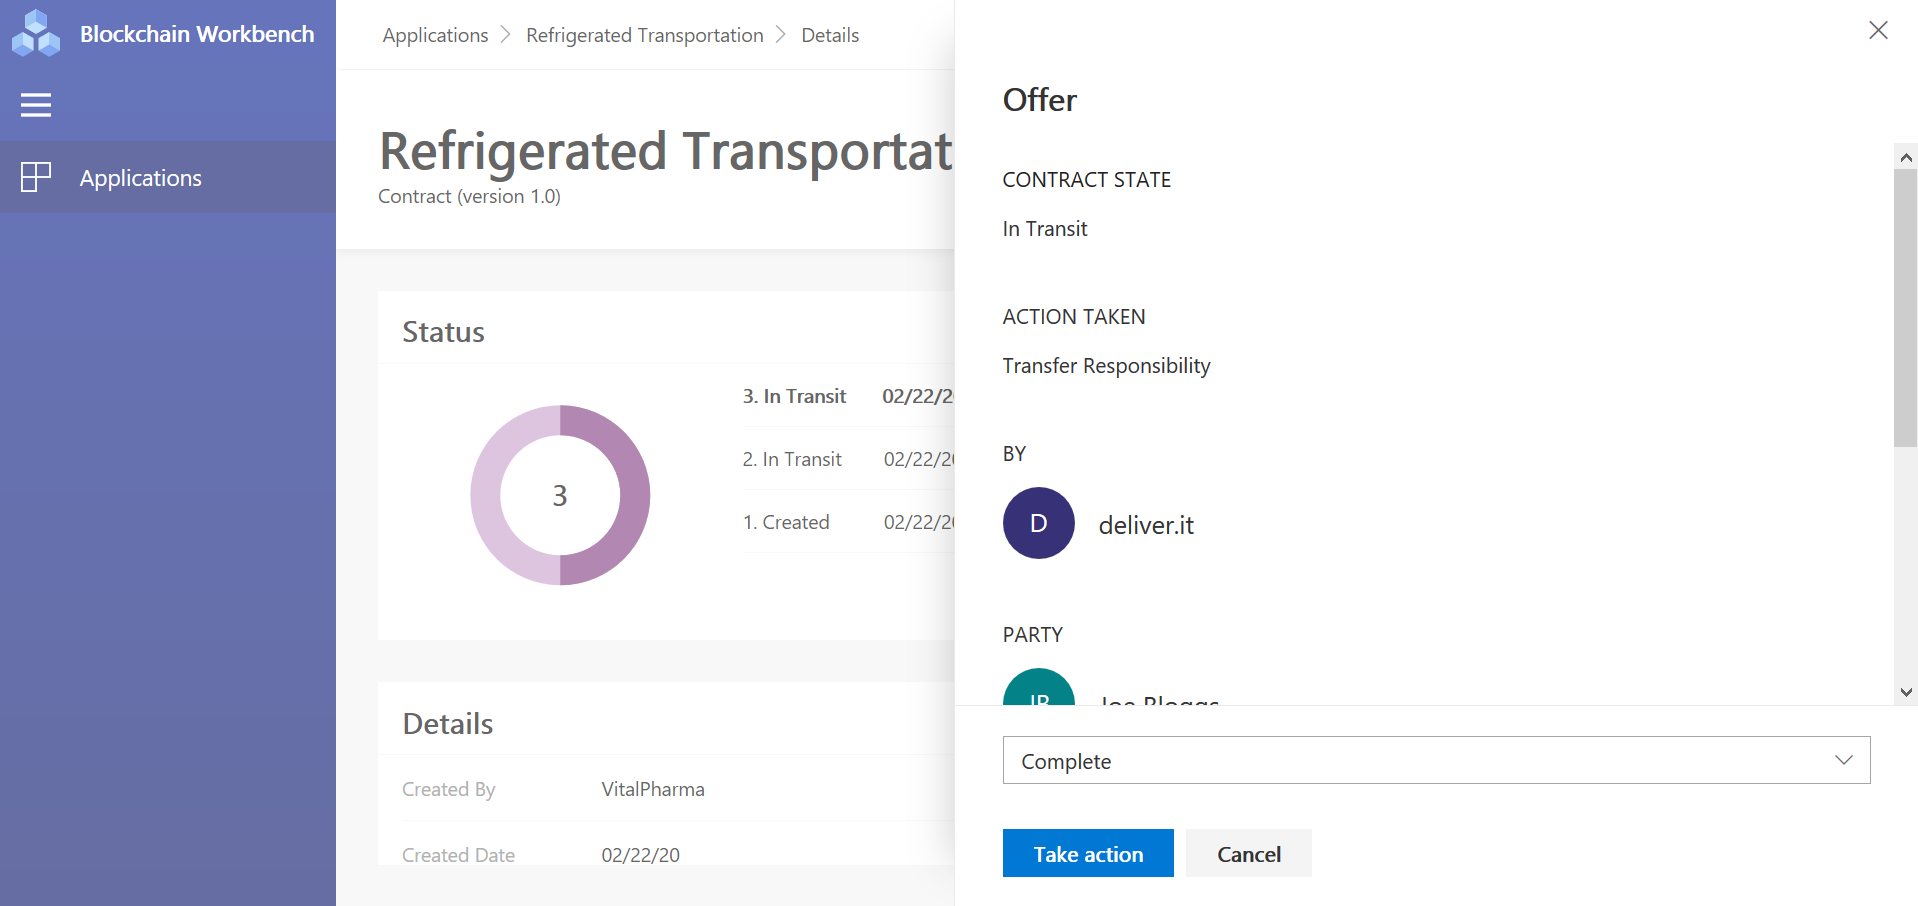 Blockchain Workbench
Applications
Applications > Refrigerated Transportation > Details
Refrigerated Transportat
Contract (version 1.0)
Status
3
3. In Transit 02/22/2
2. In Transit 02/22/2
1. Created 02/22/2
Details
Created By VitalPharma
Created Date 02/22/20
Offer
CONTRACT STATE
In Transit
ACTION TAKEN
Transfer Responsibility
BY
D deliver.it
PARTY
JB Joe Bloggs
Complete
Take action Cancel